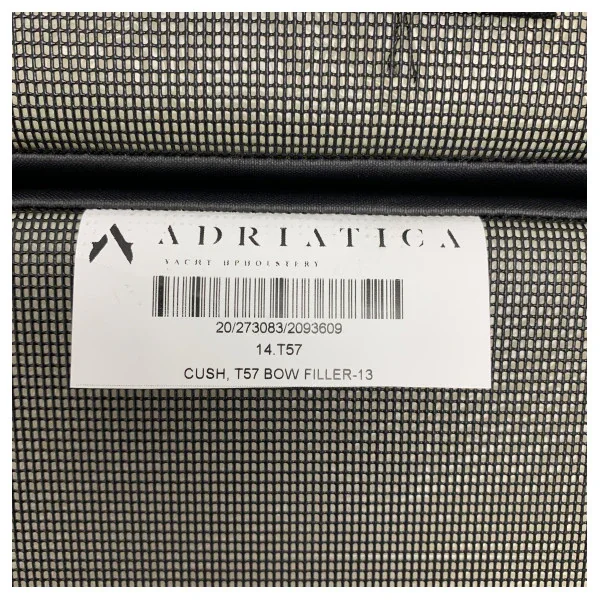 ADRIATICA
YACHT UPHOLSTERY
20/273083/2093609
14.T57
CUSH, T57 BOW FILLER-13